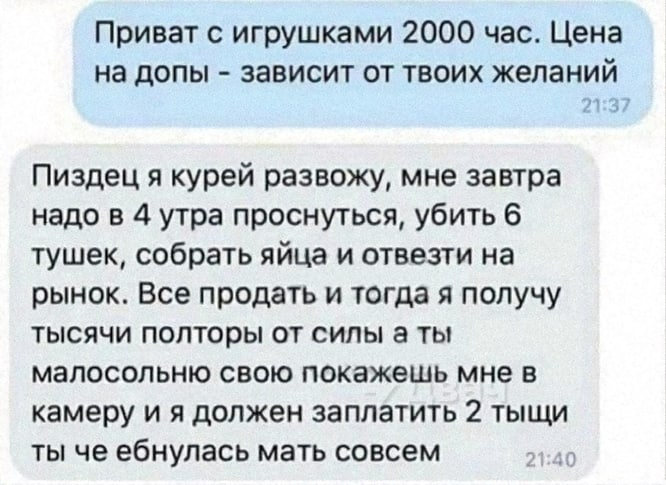 Приват с игрушками 2000 час. Цена
на допы - зависит от твоих желаний
21:37
Пиздец я курей развожу, мне завтра
надо в 4 утра проснуться, убить 6
тушек, собрать яйца и отвезти на
рынок. Все продать и тогда я получу
тысячи полторы от силы а ты
малосольню свою покажешь мне в
камеру и я должен заплатить 2 тыщи
ты че ебнулась мать совсем
21:40